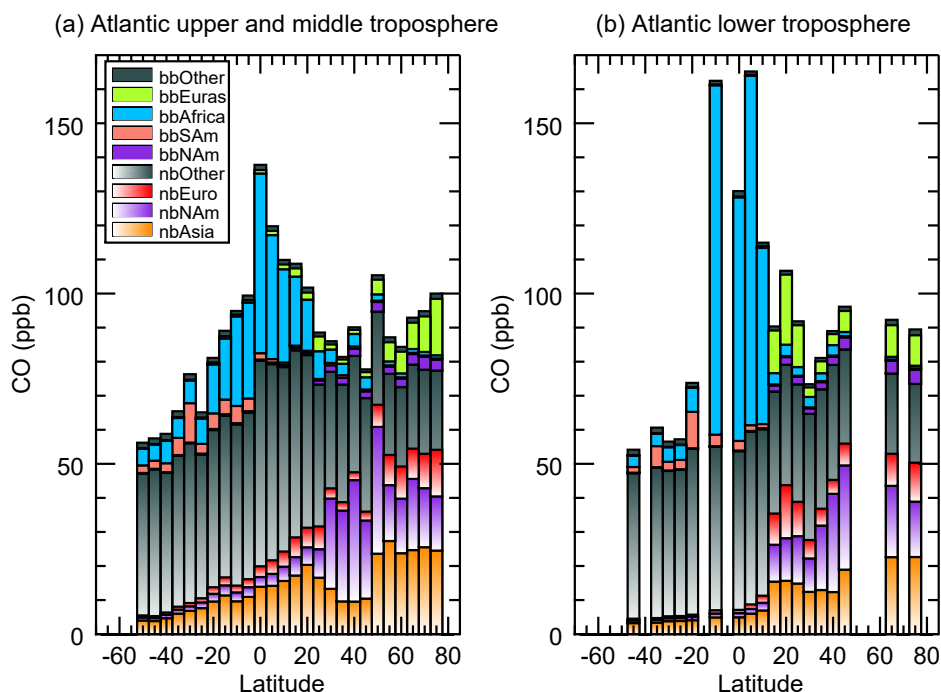 (a) Atlantic upper and middle troposphere
(b) Atlantic lower troposphere
bbOther
bbEuras
bbAfrica
bbSAm
bbNAm
nbOther
nbEuro
nbNAm
nbAsia
CO (ppb)
150
100
50
0
-60 -40 -20 0 20 40 60 80
Latitude
CO (ppb)
150
100
50
0
-60 -40 -20 0 20 40 60 80
Latitude